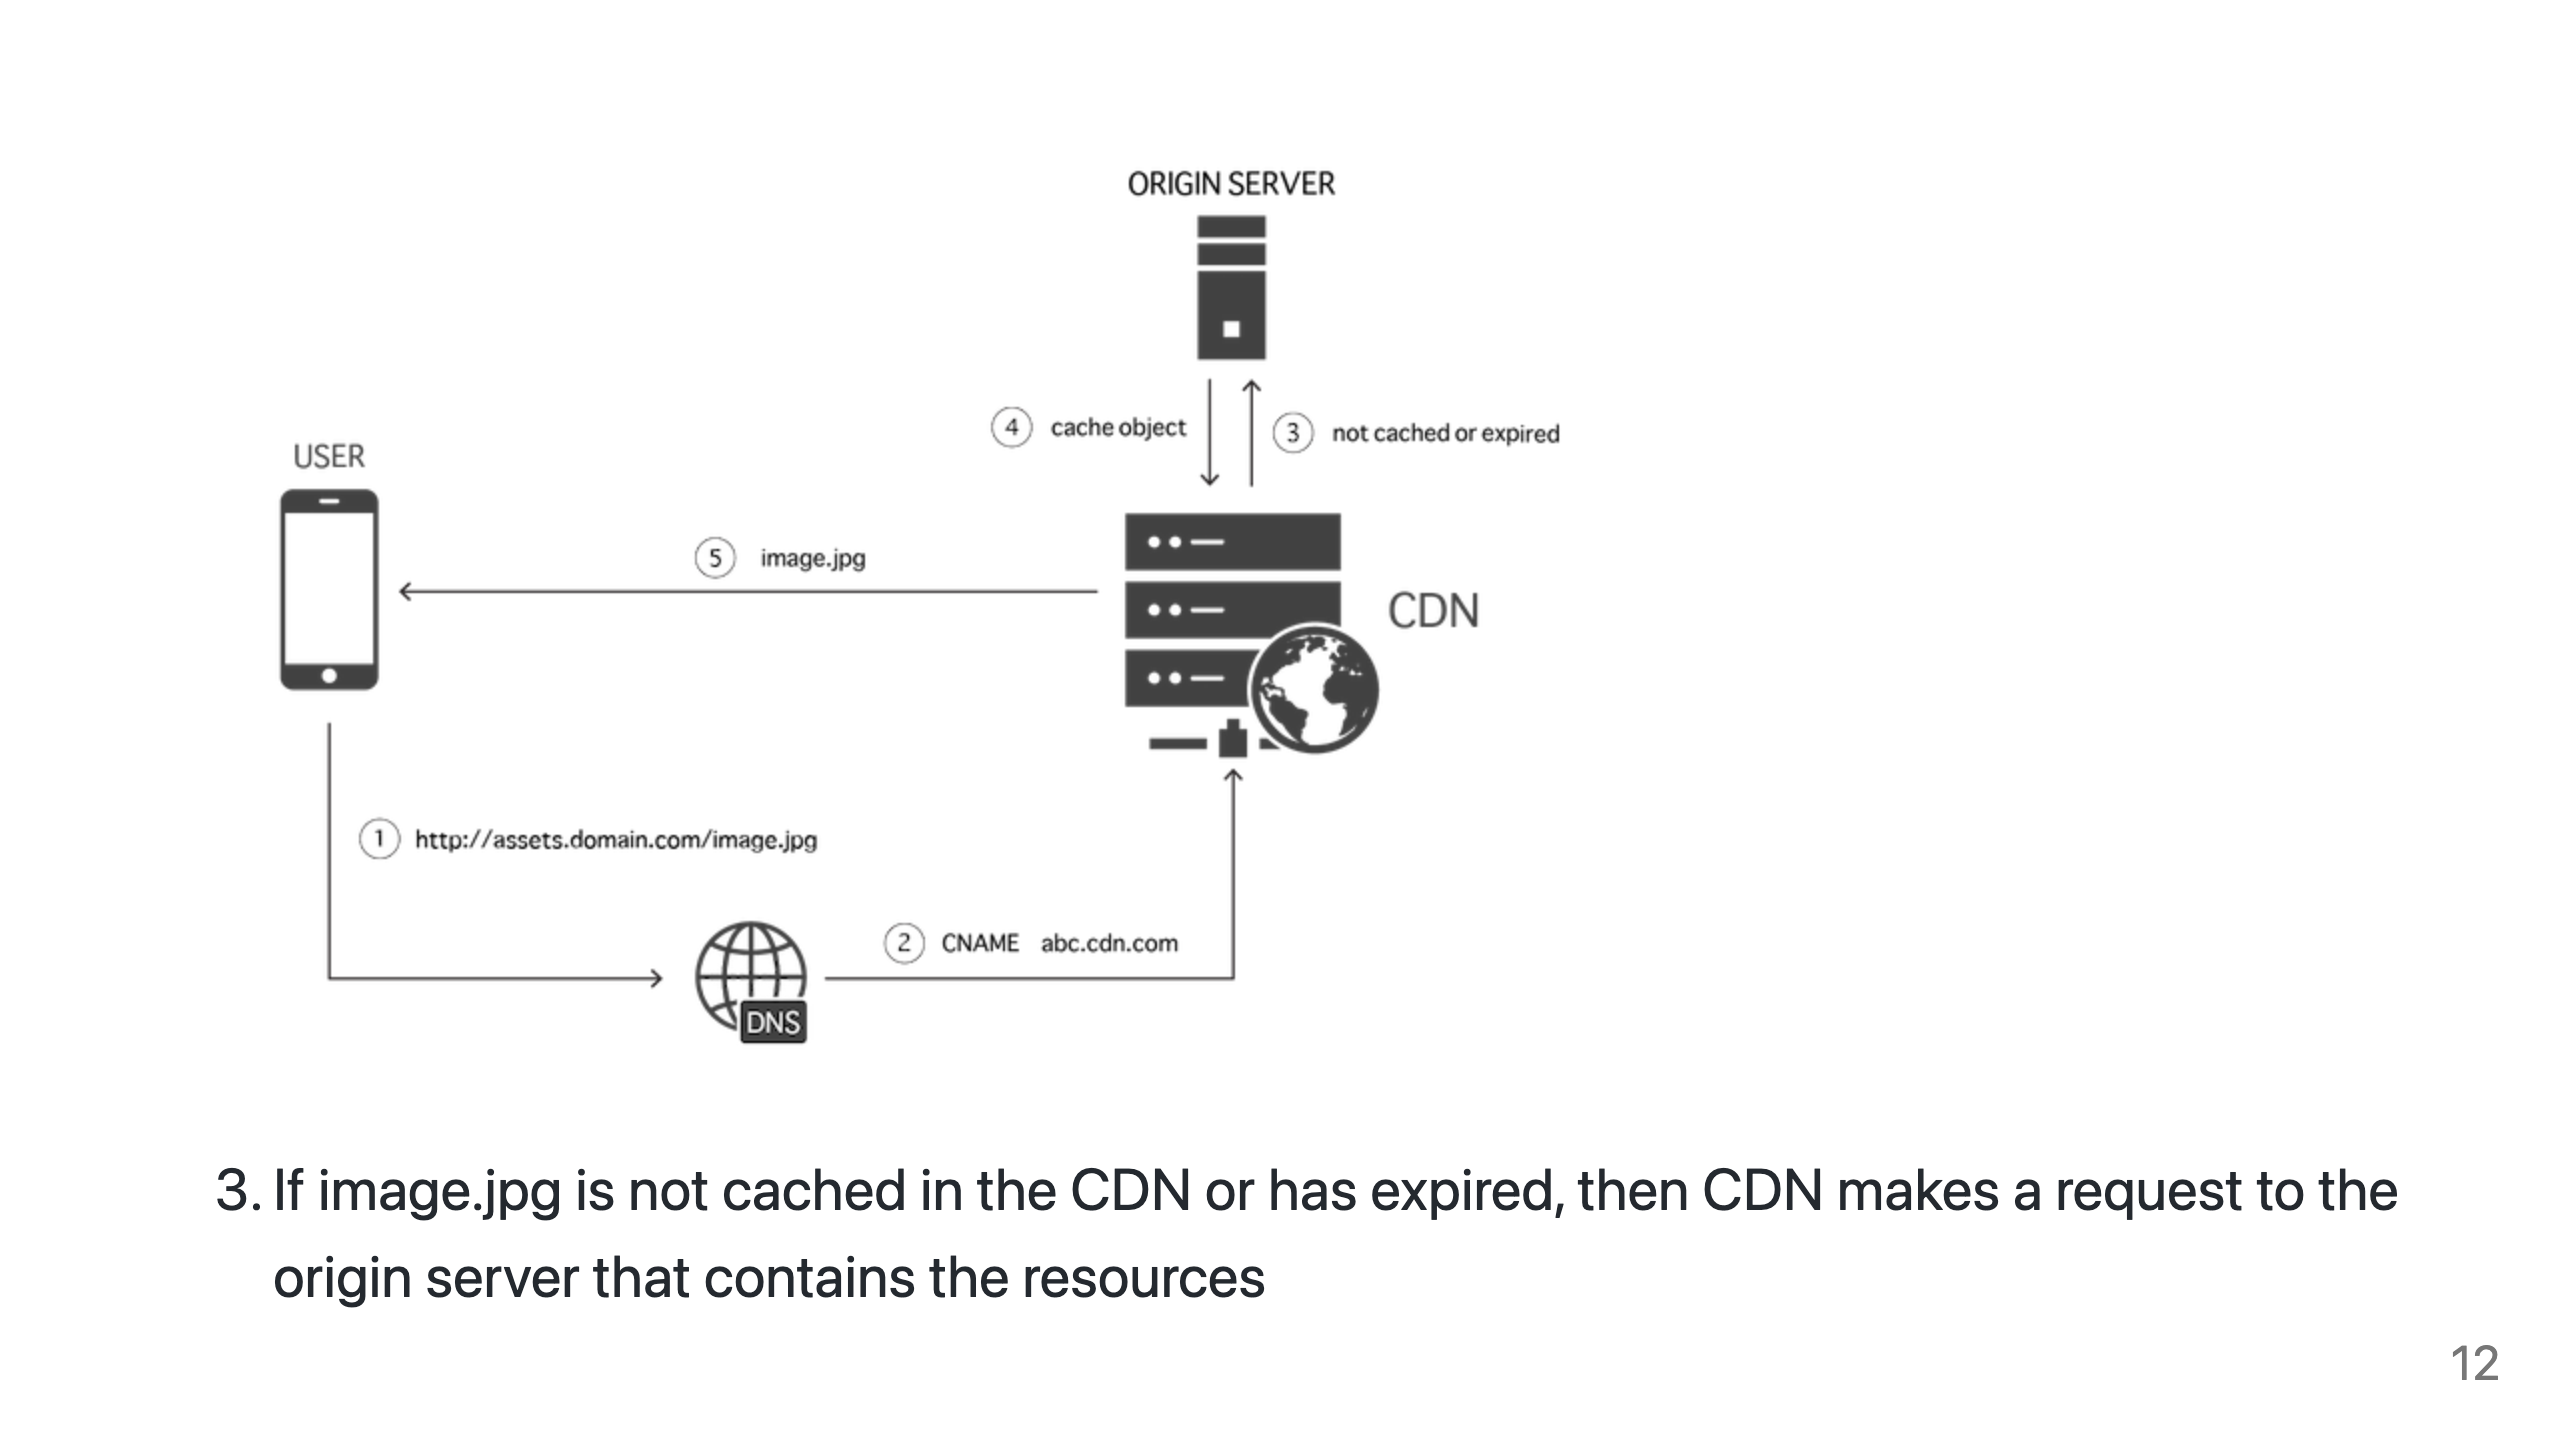 ORIGIN SERVER
4 cache object
3 not cached or expired
USER
5 image.jpg
CDN
1 http://assets.domain.com/image.jpg
2 CNAME abc.cdn.com
DNS
3. If image.jpg is not cached in the CDN or has expired, then CDN makes a request to the
origin server that contains the resources
12